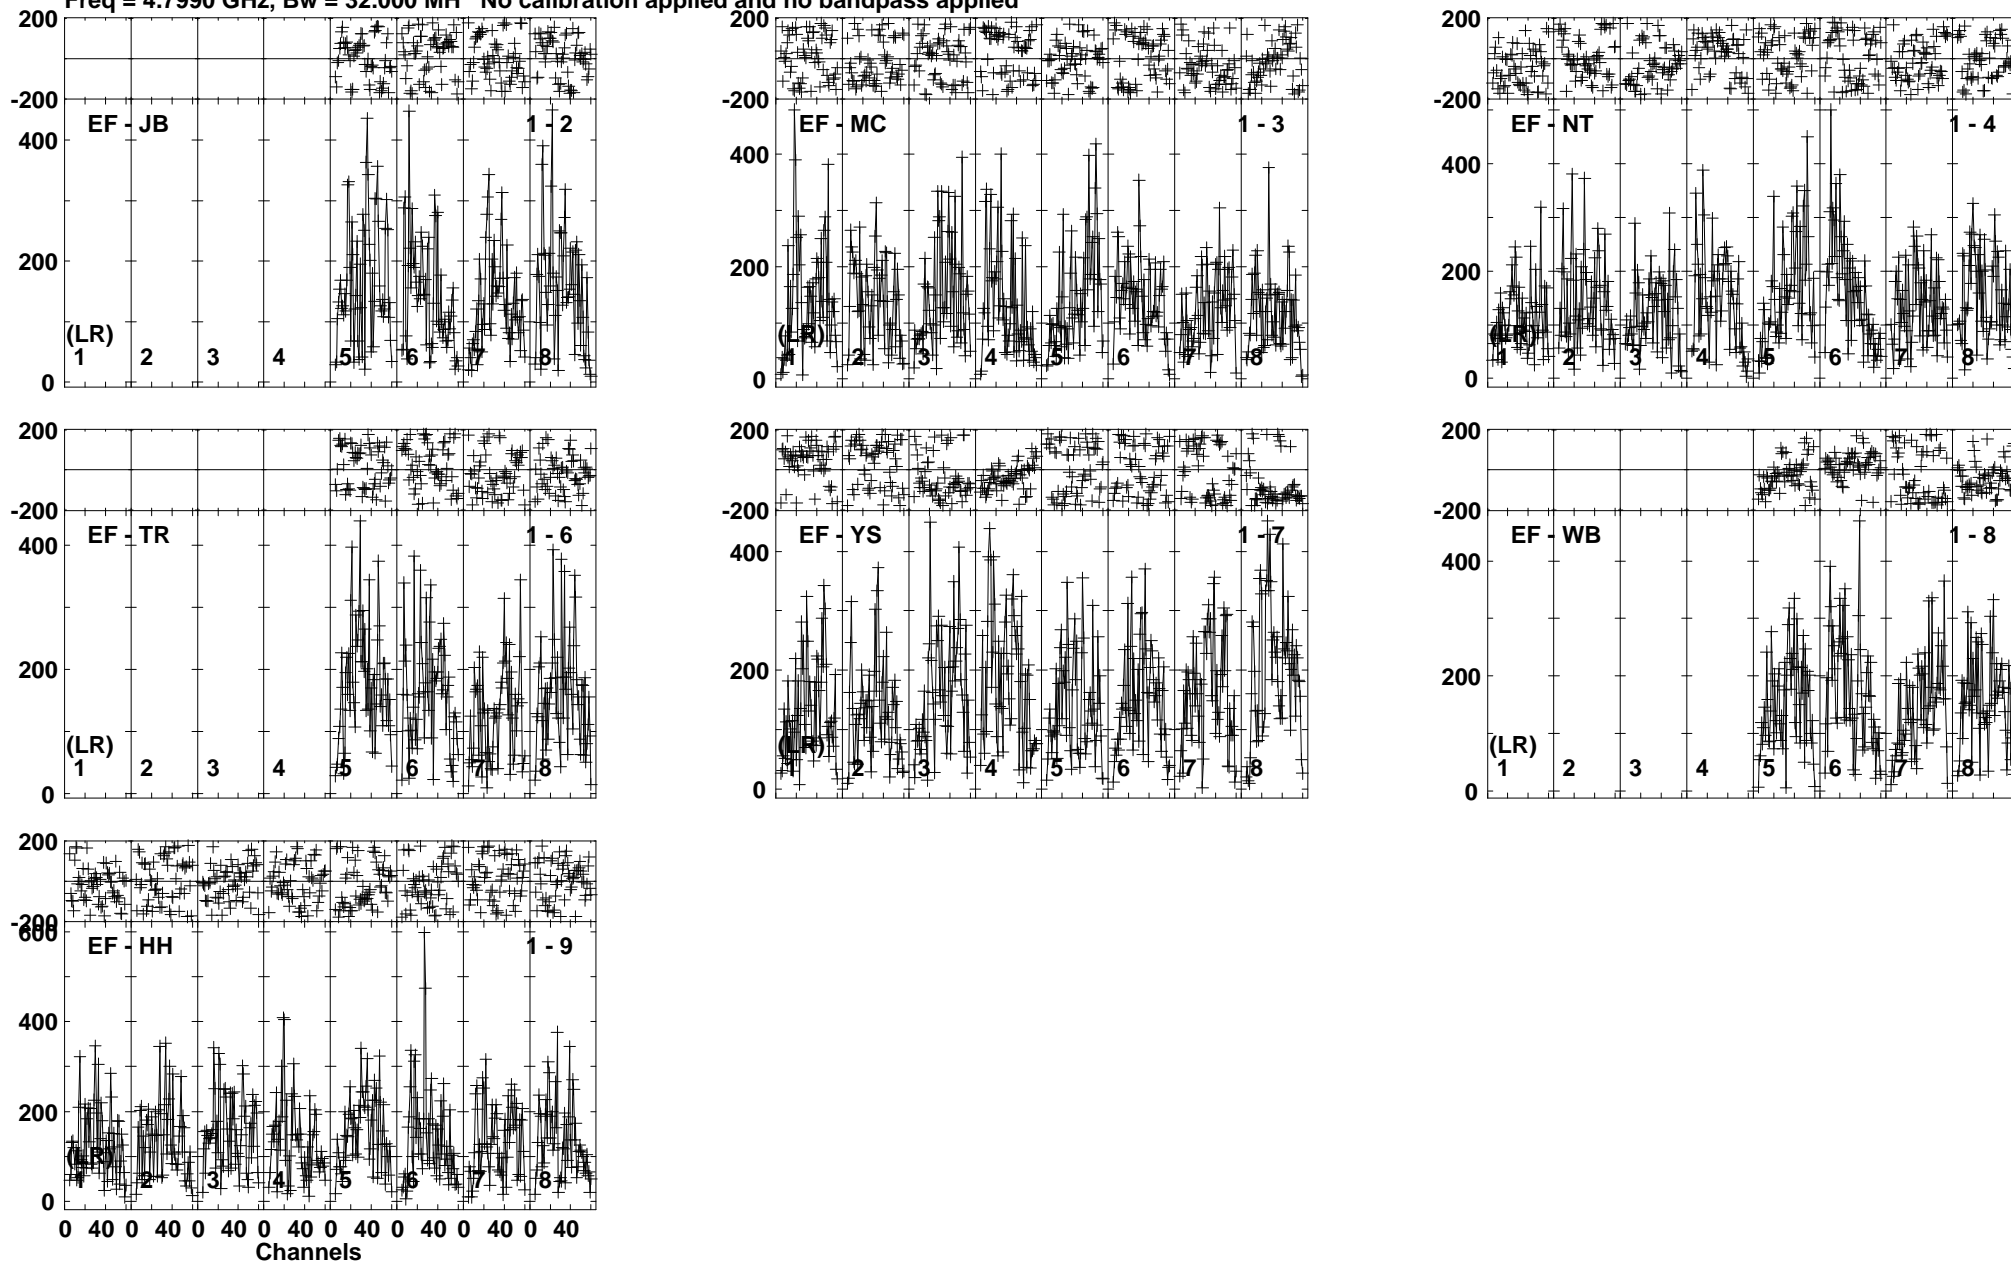 Freq = 4.7990 GHz, Bw = 32.000 MH No calibration applied and no bandpass applied
200 200 200
-200 -200 -200
EF - JB 1 - 2 EF - MC 1 - 3 EF - NT 1 - 4
400 400 400
200 200 200
(LR) (LR) (LR)
1 2 3 4 5 6 7 8 1 2 3 4 5 6 7 8 1 2 3 4 5 6 7 8
0 0 0
200 200 200
-200 -200 -200
EF - TR 1 - 6 EF - YS 1 - 7 EF - WB 1 - 8
400 400 400
200 200 200
(LR) (LR) (LR)
1 2 3 4 5 6 7 8 1 2 3 4 5 6 7 8 1 2 3 4 5 6 7 8
0 0 0
200
-200
600
EF - HH 1 - 9
400
200
(LR)
1 2 3 4 5 6 7 8
0
0 40 0 40 0 40 0 40 0 40 0 40 0 40 0 40
Channels